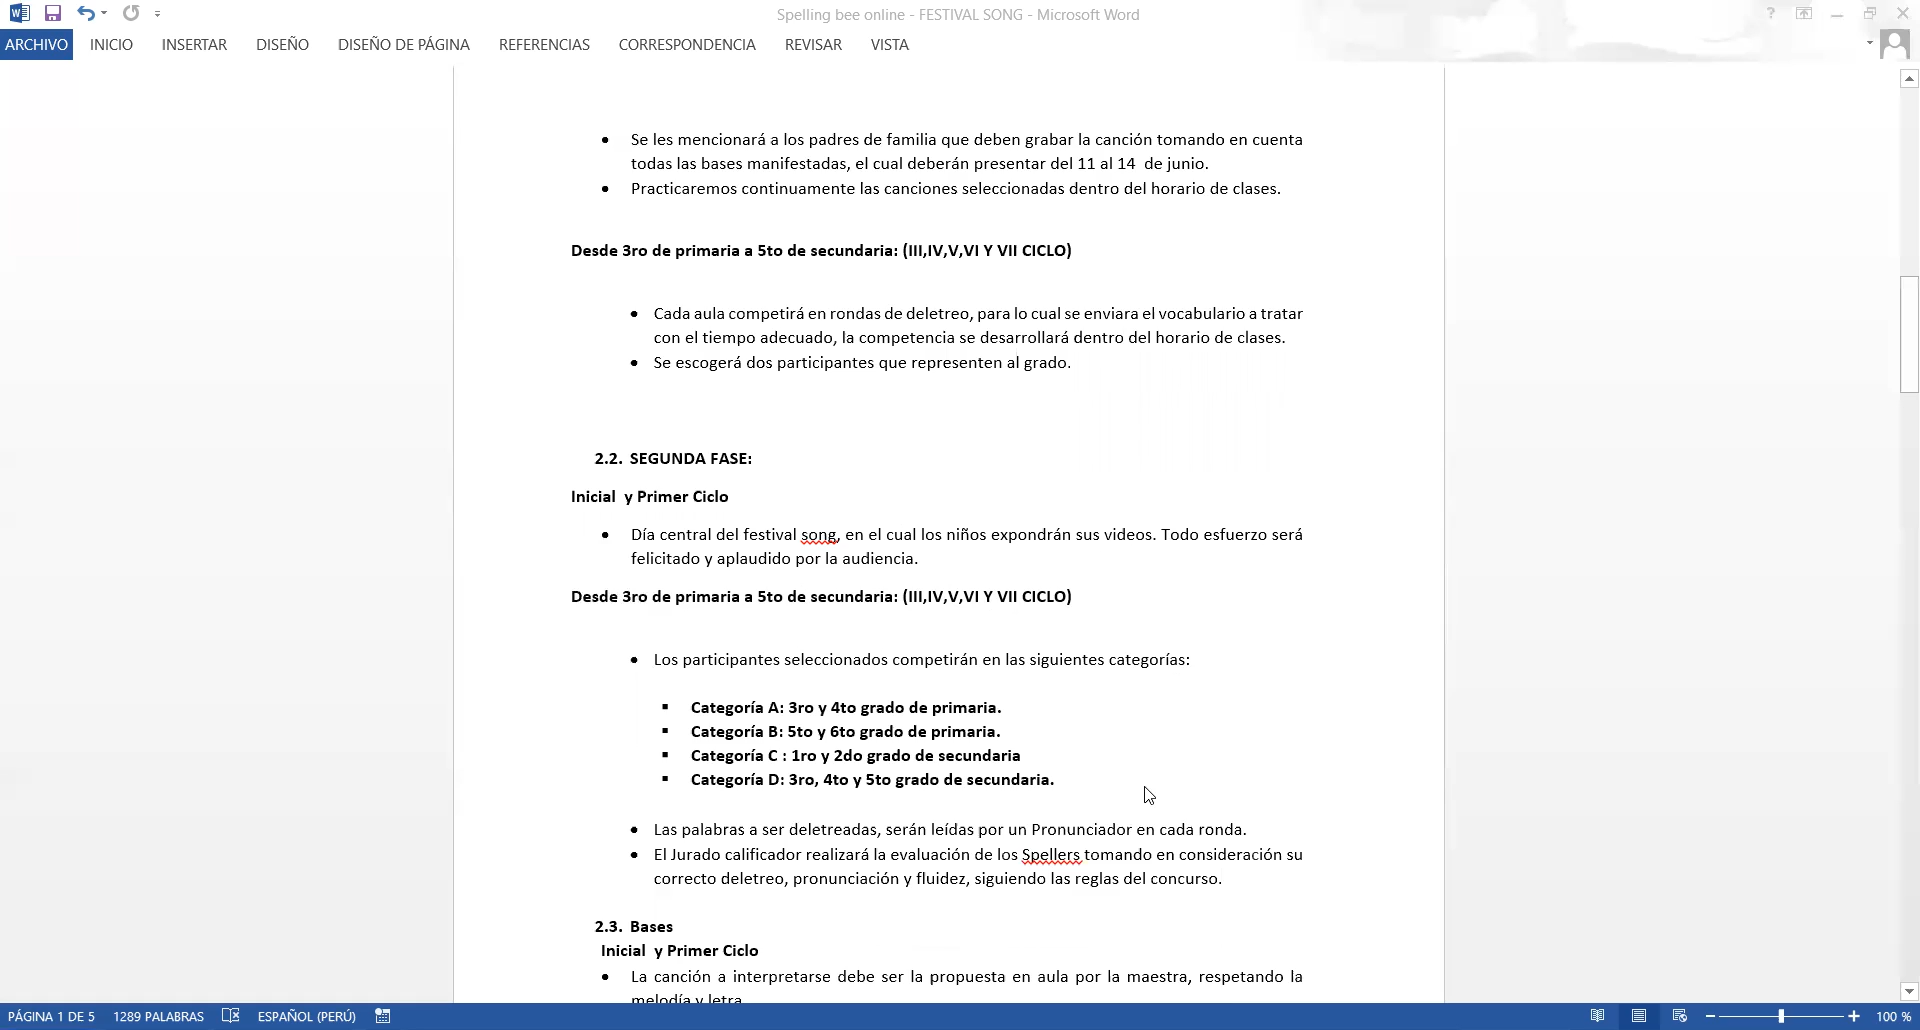 Spelling bee online - FESTIVAL SONG - Microsoft Word
ARCHIVO INICIO INSERTAR DISEÑO DISEÑO DE PÁGINA REFERENCIAS CORRESPONDENCIA REVISAR VISTA
• Se les mencionará a los padres de familia que deben grabar la canción tomando en cuenta
todas las bases manifestadas, el cual deberán presentar del 11 al 14 de junio.
• Practicaremos continuamente las canciones seleccionadas dentro del horario de clases.
Desde 3ro de primaria a 5to de secundaria: (III,IV,V,VI Y VII CICLO)
• Cada aula competirá en rondas de deletreo, para lo cual se enviara el vocabulario a tratar
con el tiempo adecuado, la competencia se desarrollará dentro del horario de clases.
• Se escogerá dos participantes que representen al grado.
2.2. SEGUNDA FASE:
Inicial y Primer Ciclo
• Día central del festival song, en el cual los niños expondrán sus videos. Todo esfuerzo será
felicitado y aplaudido por la audiencia.
Desde 3ro de primaria a 5to de secundaria: (III,IV,V,VI Y VII CICLO)
• Los participantes seleccionados competirán en las siguientes categorías:
▪ Categoría A: 3ro y 4to grado de primaria.
▪ Categoría B: 5to y 6to grado de primaria.
▪ Categoría C : 1ro y 2do grado de secundaria
▪ Categoría D: 3ro, 4to y 5to grado de secundaria.
• Las palabras a ser deletreadas, serán leídas por un Pronunciador en cada ronda.
• El Jurado calificador realizará la evaluación de los Spellers tomando en consideración su
correcto deletreo, pronunciación y fluidez, siguiendo las reglas del concurso.
2.3. Bases
Inicial y Primer Ciclo
• La canción a interpretarse debe ser la propuesta en aula por la maestra, respetando la
melodía y letra
PÁGINA 1 DE 5 1289 PALABRAS ESPAÑOL (PERÚ) 100 %